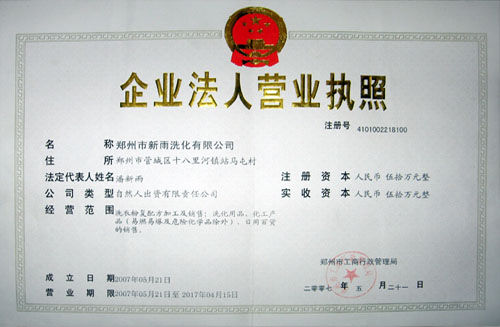 企业法人营业执照
注册号 4101002218100
名 称 郑州市新雨洗化有限公司
住 所 郑州市管城区十八里河镇站马屯村
法定代表人姓名 潘新雨
注 册 资 本 人民币 伍拾万元整
公 司 类 型 自然人出资有限责任公司
实 收 资 本 人民币 伍拾万元整
经 营 范 围 洗衣粉复配方加工及销售；洗化用品、化工产
品（易燃易爆及危险化学品除外）、日用百货
的销售。
成 立 日 期 2007年05月21日
营 业 期 限 2007年05月21日至 2017年04月15日
郑州市工商行政管理局
二〇〇七 年 五 月 二十一 日